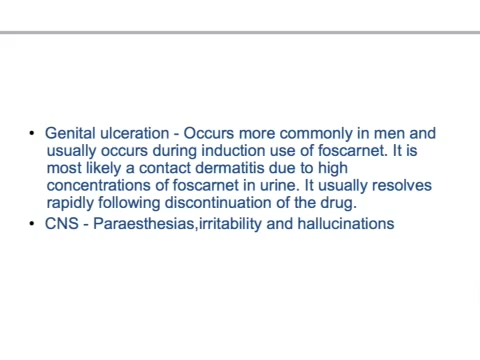 • Genital ulceration - Occurs more commonly in men and
usually occurs during induction use of foscarnet. It is
most likely a contact dermatitis due to high
concentrations of foscarnet in urine. It usually resolves
rapidly following discontinuation of the drug.
• CNS - Paraesthesias,irritability and hallucinations